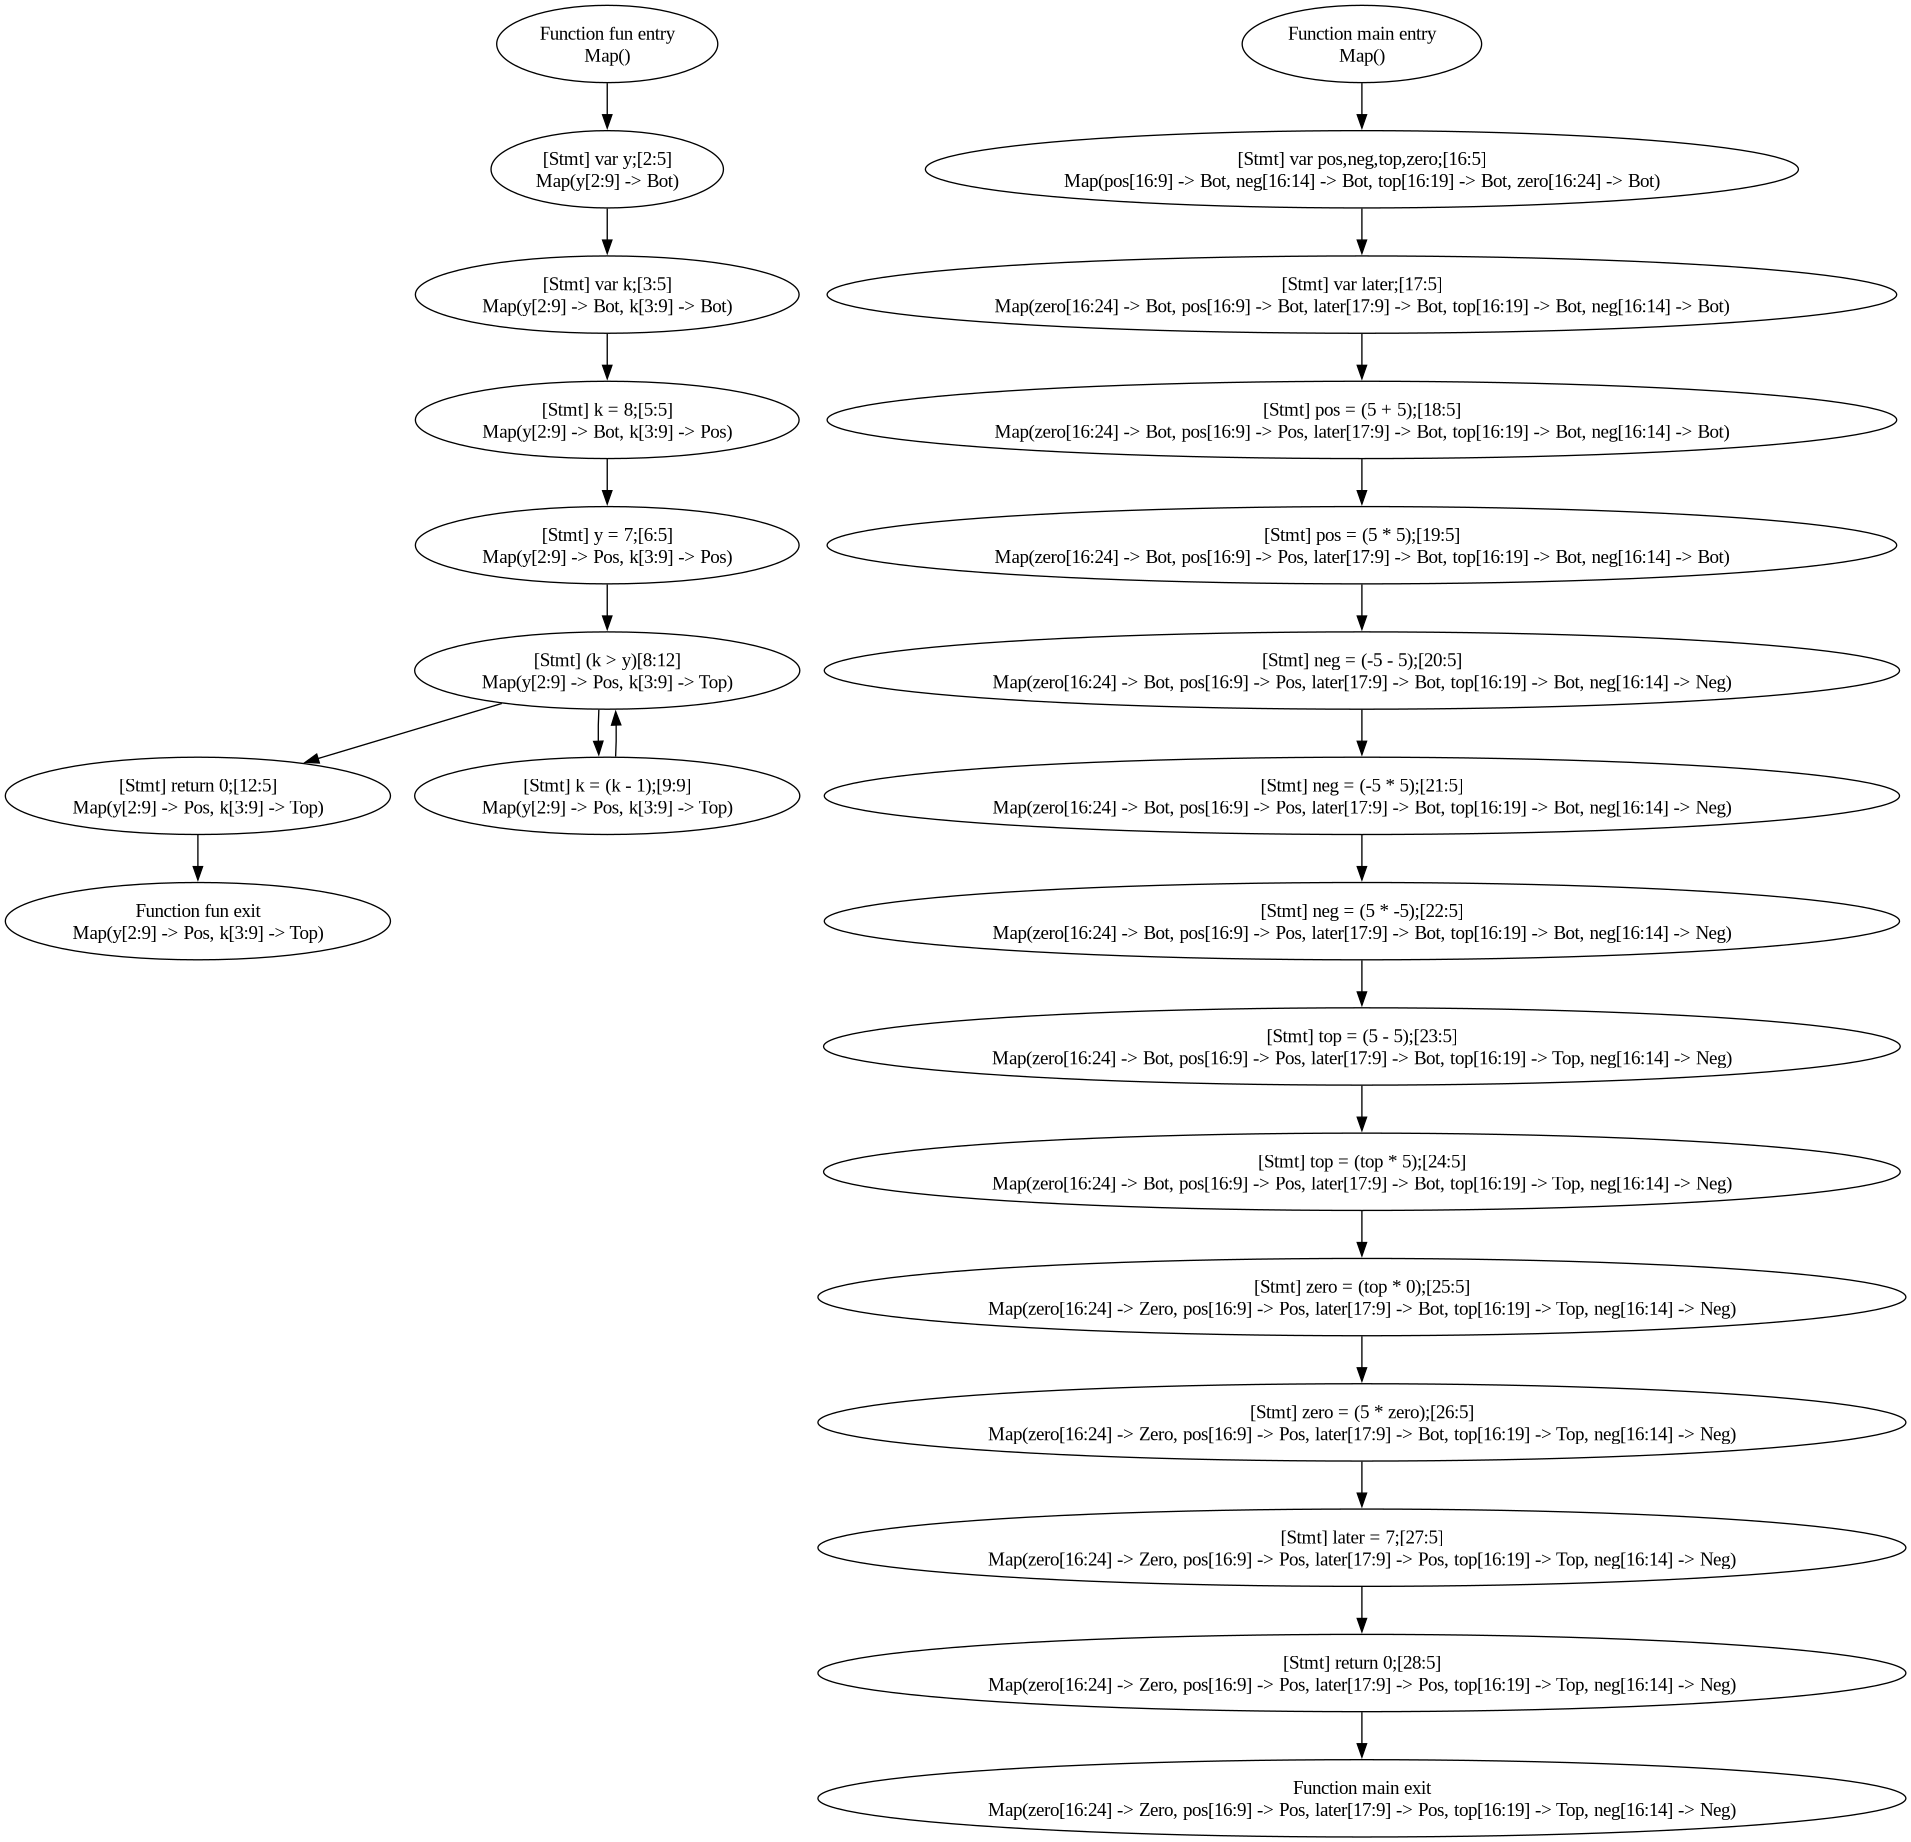 Function fun entry
Map()
[Stmt] var y;[2:5]
Map(y[2:9] -> Bot)
[Stmt] var k;[3:5]
Map(y[2:9] -> Bot, k[3:9] -> Bot)
[Stmt] k = 8;[5:5]
Map(y[2:9] -> Bot, k[3:9] -> Pos)
[Stmt] y = 7;[6:5]
Map(y[2:9] -> Pos, k[3:9] -> Pos)
[Stmt] (k > y)[8:12]
Map(y[2:9] -> Pos, k[3:9] -> Top)
[Stmt] return 0;[12:5]
Map(y[2:9] -> Pos, k[3:9] -> Top)
[Stmt] k = (k - 1);[9:9]
Map(y[2:9] -> Pos, k[3:9] -> Top)
Function fun exit
Map(y[2:9] -> Pos, k[3:9] -> Top)
Function main entry
Map()
[Stmt] var pos,neg,top,zero;[16:5]
Map(pos[16:9] -> Bot, neg[16:14] -> Bot, top[16:19] -> Bot, zero[16:24] -> Bot)
[Stmt] var later;[17:5]
Map(zero[16:24] -> Bot, pos[16:9] -> Bot, later[17:9] -> Bot, top[16:19] -> Bot, neg[16:14] -> Bot)
[Stmt] pos = (5 + 5);[18:5]
Map(zero[16:24] -> Bot, pos[16:9] -> Pos, later[17:9] -> Bot, top[16:19] -> Bot, neg[16:14] -> Bot)
[Stmt] pos = (5 * 5);[19:5]
Map(zero[16:24] -> Bot, pos[16:9] -> Pos, later[17:9] -> Bot, top[16:19] -> Bot, neg[16:14] -> Bot)
[Stmt] neg = (-5 - 5);[20:5]
Map(zero[16:24] -> Bot, pos[16:9] -> Pos, later[17:9] -> Bot, top[16:19] -> Bot, neg[16:14] -> Neg)
[Stmt] neg = (-5 * 5);[21:5]
Map(zero[16:24] -> Bot, pos[16:9] -> Pos, later[17:9] -> Bot, top[16:19] -> Bot, neg[16:14] -> Neg)
[Stmt] neg = (5 * -5);[22:5]
Map(zero[16:24] -> Bot, pos[16:9] -> Pos, later[17:9] -> Bot, top[16:19] -> Bot, neg[16:14] -> Neg)
[Stmt] top = (5 - 5);[23:5]
Map(zero[16:24] -> Bot, pos[16:9] -> Pos, later[17:9] -> Bot, top[16:19] -> Top, neg[16:14] -> Neg)
[Stmt] top = (top * 5);[24:5]
Map(zero[16:24] -> Bot, pos[16:9] -> Pos, later[17:9] -> Bot, top[16:19] -> Top, neg[16:14] -> Neg)
[Stmt] zero = (top * 0);[25:5]
Map(zero[16:24] -> Zero, pos[16:9] -> Pos, later[17:9] -> Bot, top[16:19] -> Top, neg[16:14] -> Neg)
[Stmt] zero = (5 * zero);[26:5]
Map(zero[16:24] -> Zero, pos[16:9] -> Pos, later[17:9] -> Bot, top[16:19] -> Top, neg[16:14] -> Neg)
[Stmt] later = 7;[27:5]
Map(zero[16:24] -> Zero, pos[16:9] -> Pos, later[17:9] -> Pos, top[16:19] -> Top, neg[16:14] -> Neg)
[Stmt] return 0;[28:5]
Map(zero[16:24] -> Zero, pos[16:9] -> Pos, later[17:9] -> Pos, top[16:19] -> Top, neg[16:14] -> Neg)
Function main exit
Map(zero[16:24] -> Zero, pos[16:9] -> Pos, later[17:9] -> Pos, top[16:19] -> Top, neg[16:14] -> Neg)